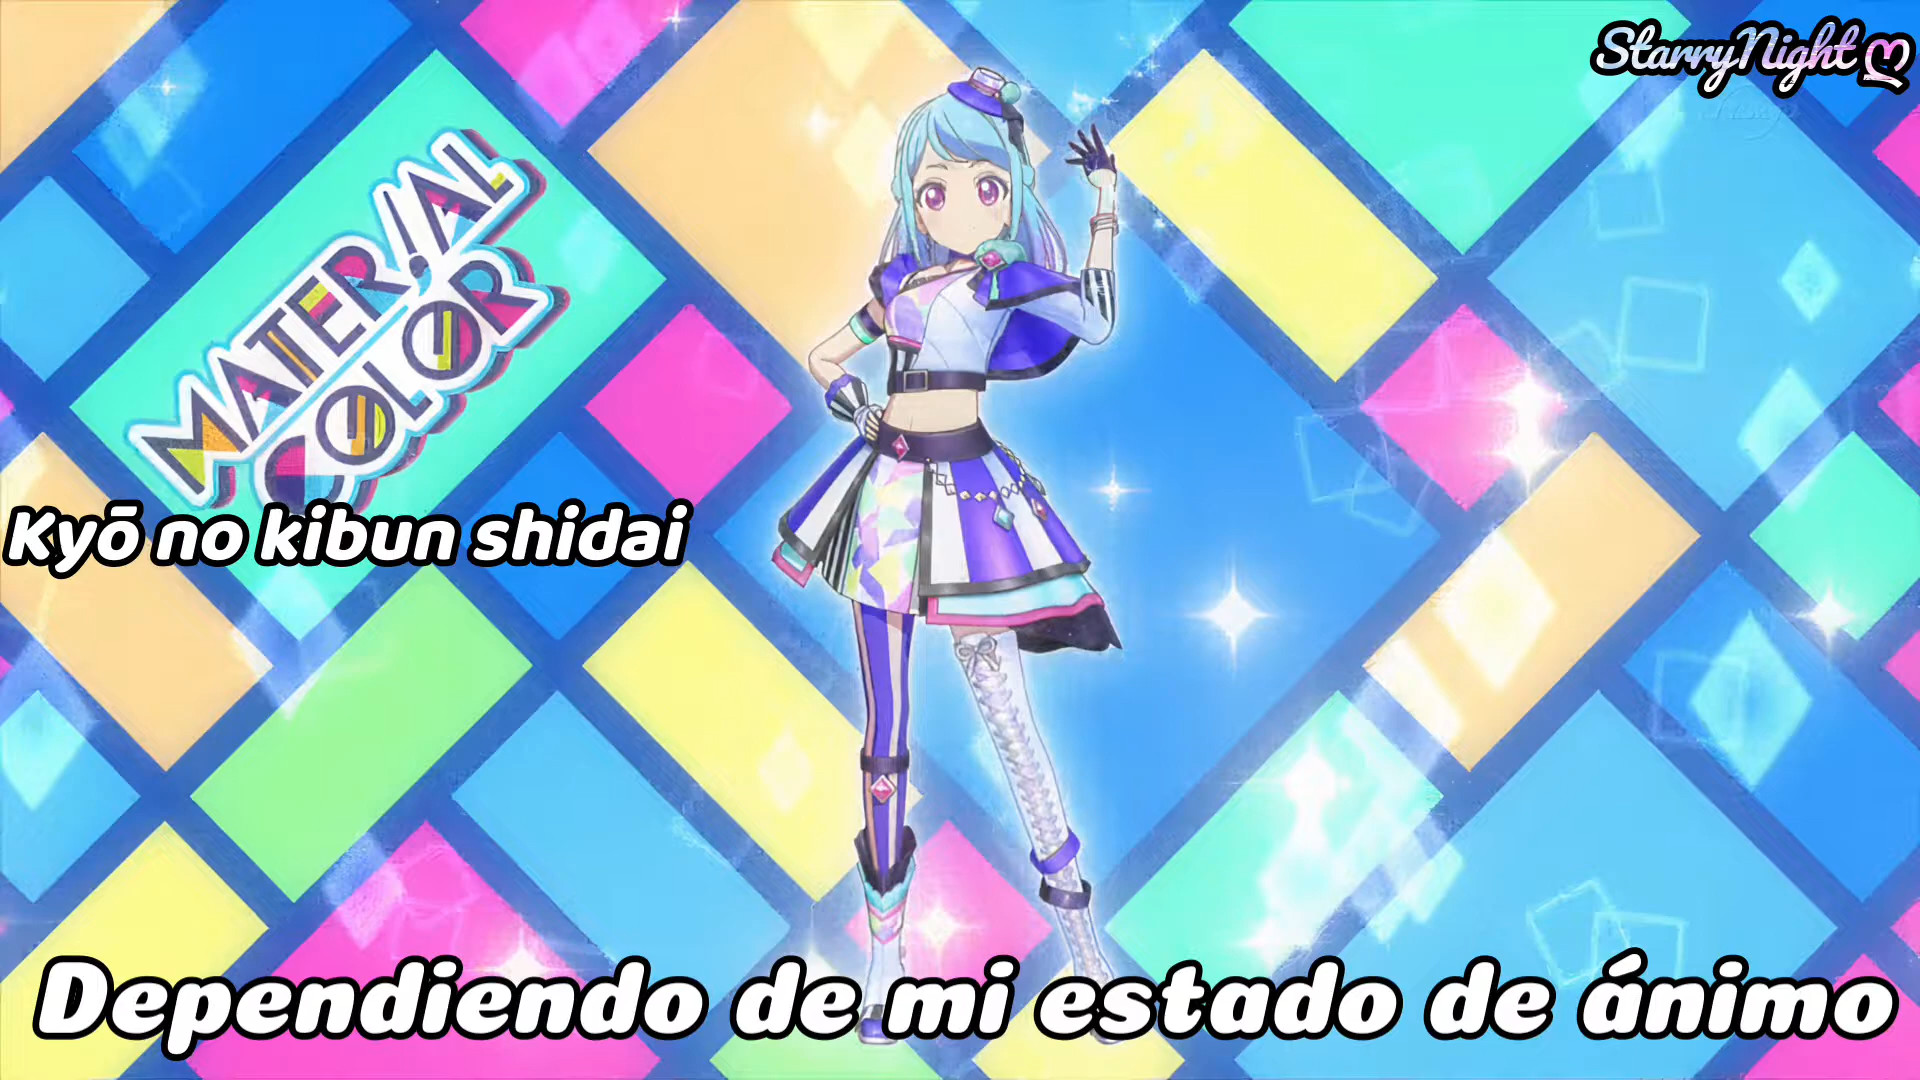 StarryNight
MATERIAL
COLOR
Kyō no kibun shidai
Dependiendo de mi estado de ánimo